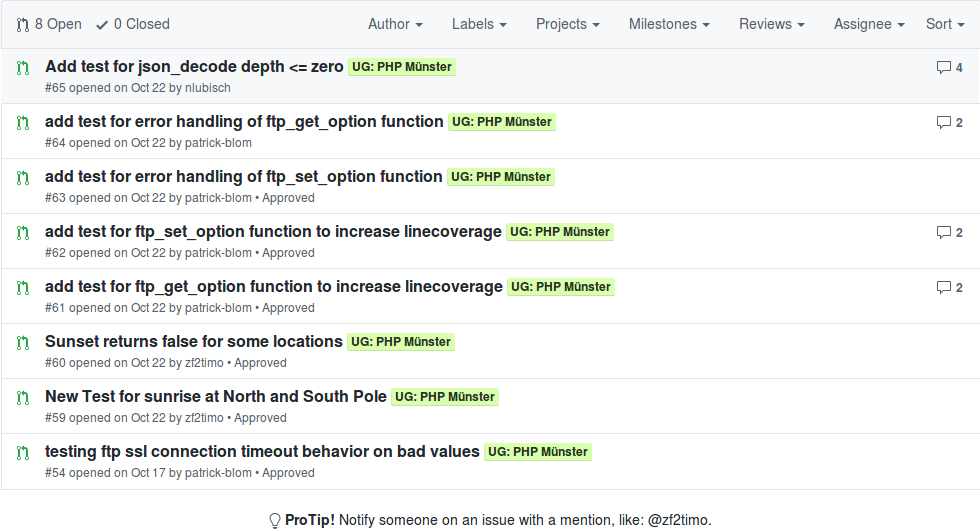 8 Open 0 Closed Author Labels Projects Milestones Reviews Assignee Sort
Add test for json_decode depth <= zero UG: PHP Münster 4
#65 opened on Oct 22 by nlubisch
add test for error handling of ftp_get_option function UG: PHP Münster 2
#64 opened on Oct 22 by patrick-blom
add test for error handling of ftp_set_option function UG: PHP Münster
#63 opened on Oct 22 by patrick-blom • Approved
add test for ftp_set_option function to increase linecoverage UG: PHP Münster 2
#62 opened on Oct 22 by patrick-blom • Approved
add test for ftp_get_option function to increase linecoverage UG: PHP Münster 2
#61 opened on Oct 22 by patrick-blom • Approved
Sunset returns false for some locations UG: PHP Münster
#60 opened on Oct 22 by zf2timo • Approved
New Test for sunrise at North and South Pole UG: PHP Münster
#59 opened on Oct 22 by zf2timo • Approved
testing ftp ssl connection timeout behavior on bad values UG: PHP Münster
#54 opened on Oct 17 by patrick-blom • Approved
ProTip! Notify someone on an issue with a mention, like: @zf2timo.